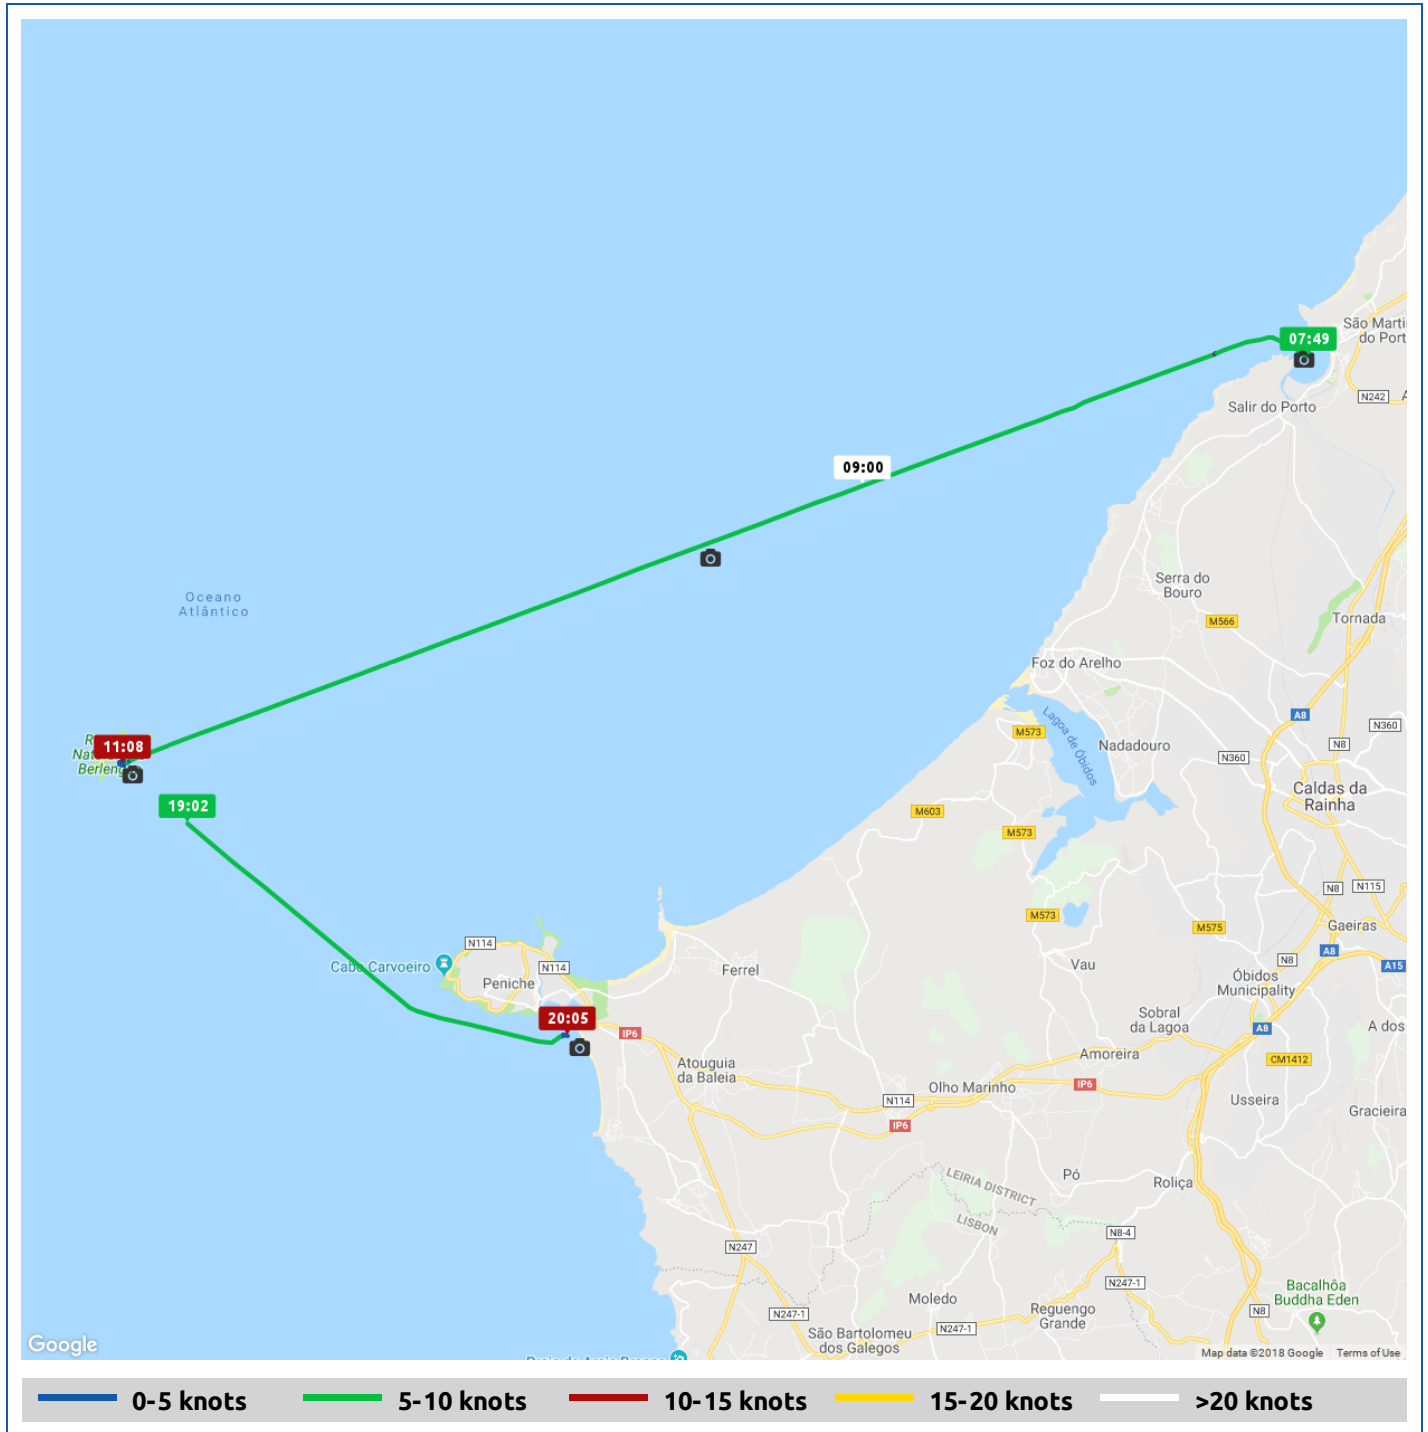 São Marti
do Port
07:49
N242
Salir do Porto
09:00
Serra do
Bouro
Oceano
Atlântico
M566
Tornada
Foz do Arelho
A8
Lagoa de Óbidos
N360
M573
Nadadouro
N8
11:08
N360
Caldas da
Rainha
19:02
M603
M573
N8
N115
M573
M575
Gaeiras
N114
A8
Cabo Carvoeiro
N114
Ferrel
Vau
N8
A15
Peniche
Óbidos
Municipality
20:05
Sobral
da Lagoa
A8
A dos
IP6
Atouguia
da Baleia
Amoreira
CM1412
Olho Marinho
IP6
N114
Usseira
Gracieira
IP6
Pó
Roliça
LEIRIA DISTRICT
LISBON
N8-4
N247
N247-1
Bacalhôa
Buddha Eden
Moledo
Reguengo
Grande
N8
N247-1
N247-1
São Bartolomeu
dos Galegos
Google
Map data ©2018 Google
Terms of Use
0-5 knots
5-10 knots
10-15 knots
15-20 knots
>20 knots